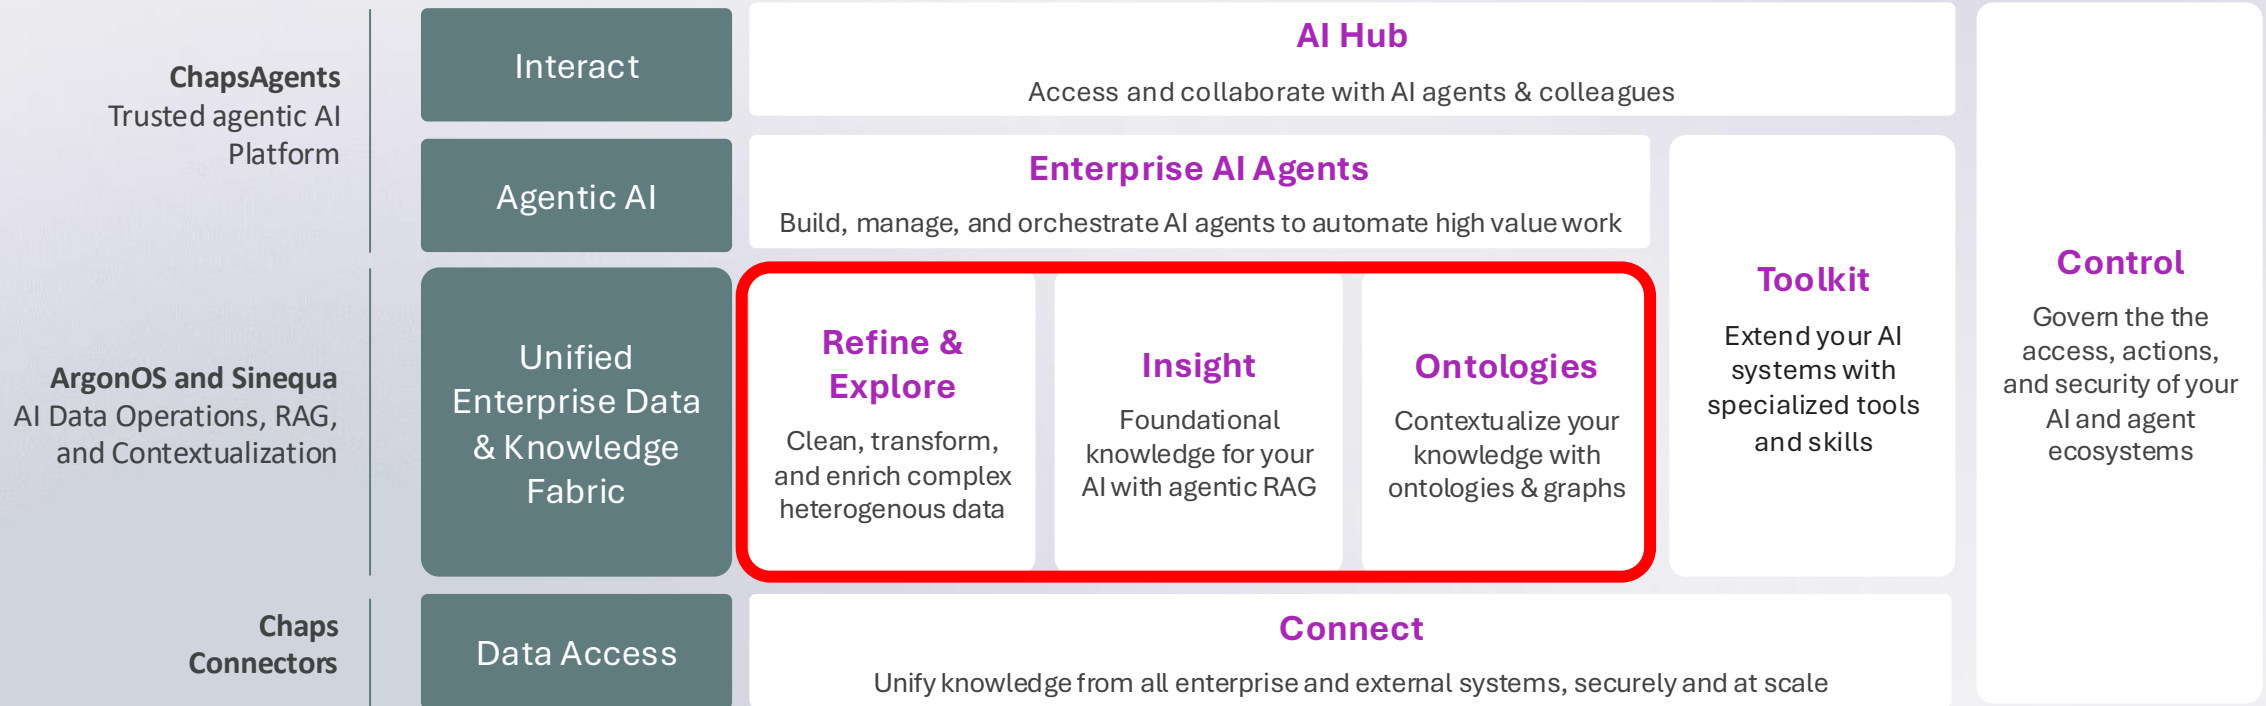 ChapsAgents
Trusted agentic AI
Platform
Interact
AI Hub
Access and collaborate with AI agents & colleagues
Agentic AI
Enterprise AI Agents
Build, manage, and orchestrate AI agents to automate high value work
ArgonOS and Sinequa
AI Data Operations, RAG,
and Contextualization
Unified
Enterprise Data
& Knowledge
Fabric
Refine &
Explore
Clean, transform,
and enrich complex
heterogenous data
Insight
Foundational
knowledge for your
AI with agentic RAG
Ontologies
Contextualize your
knowledge with
ontologies & graphs
Toolkit
Extend your AI
systems with
specialized tools
and skills
Control
Govern the the
access, actions,
and security of your
AI and agent
ecosystems
Chaps
Connectors
Data Access
Connect
Unify knowledge from all enterprise and external systems, securely and at scale